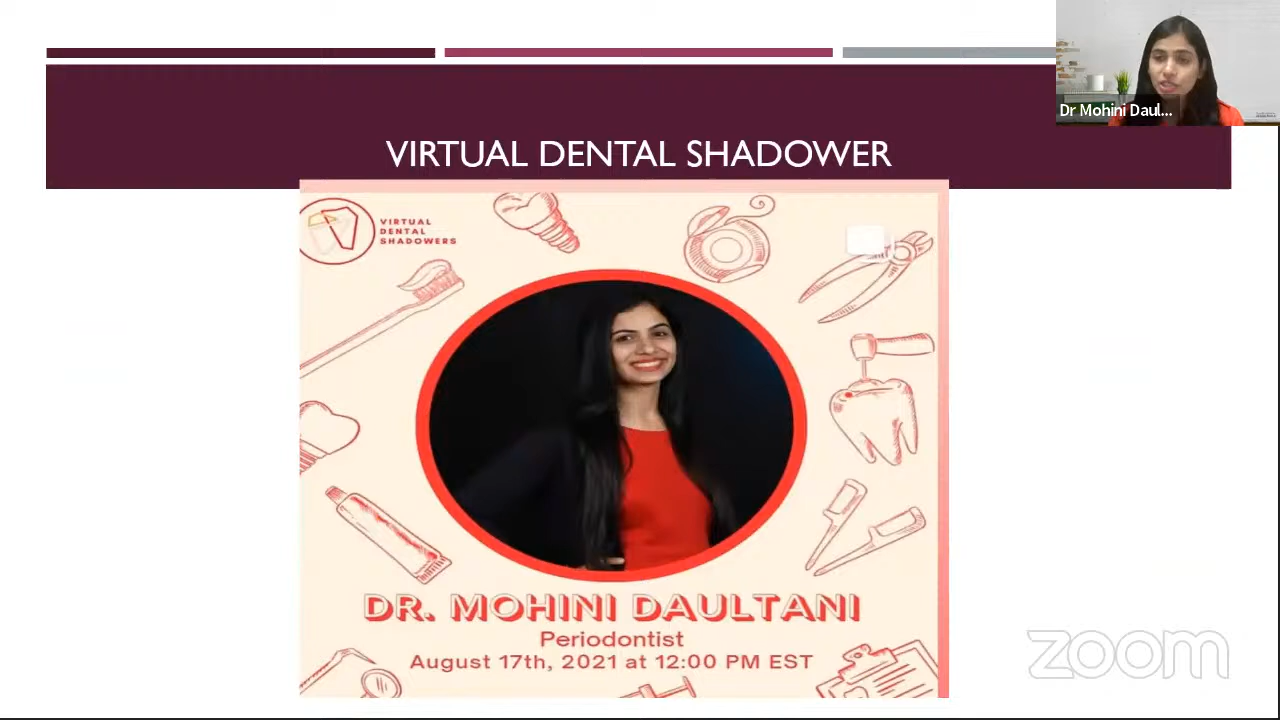 Dr Mohini Daul...
VIRTUAL DENTAL SHADOWER
VIRTUAL
DENTAL
SHADOWERS
DR. MOHINI DAULTANI
Periodontist
August 17th, 2021 at 12:00 PM EST
zoom